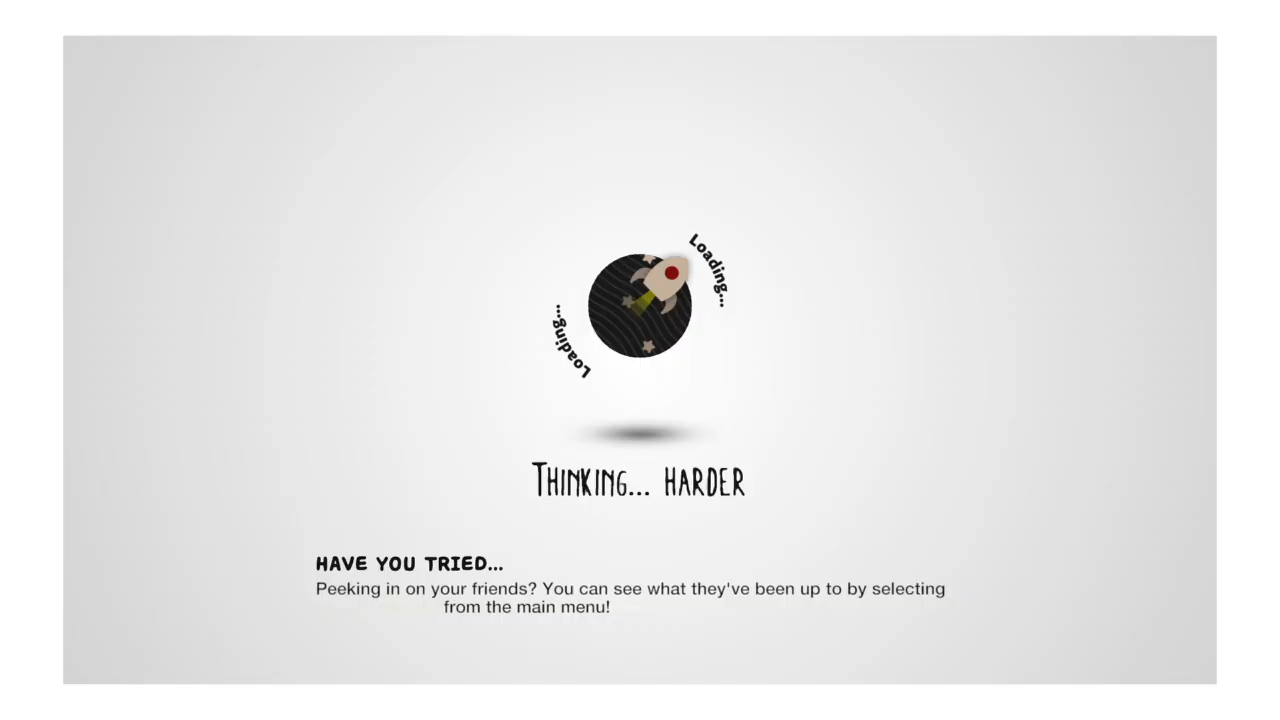 Loading...
Loading...
THINKING... HARDER
HAVE YOU TRIED...
Peeking in on your friends? You can see what they've been up to by selecting
from the main menu!